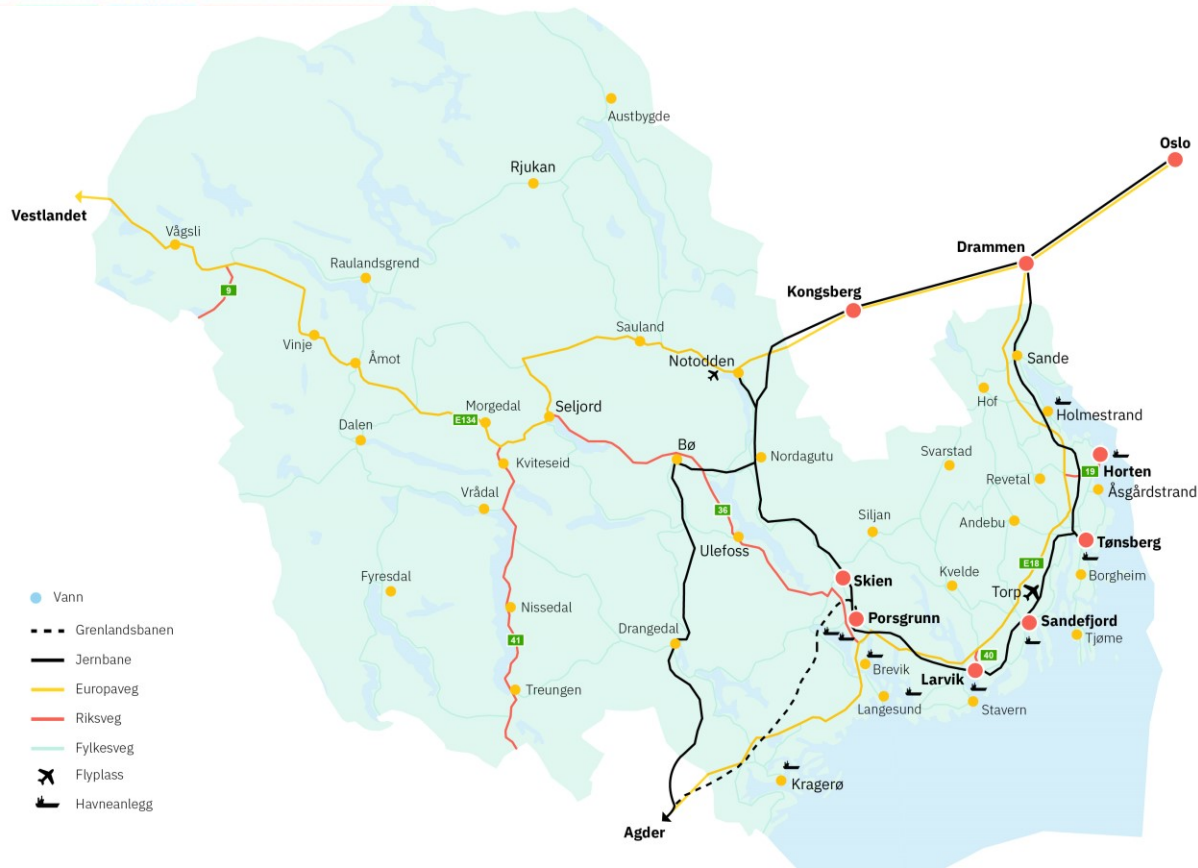 Austbygde
Oslo
Rjukan
Vestlandet
Vågsli
Drammen
Raulandsgrend
Kongsberg
9
Sauland
Vinje
Åmot
Notodden
Sande
Hof
Holmestrand
Morgedal
Seljord
E134
Dalen
Bø
Kviteseid
Nordagutu
Svarstad
Horten
19
Revetal
Åsgårdstrand
Vrådal
36
Siljan
Andebu
Ulefoss
Tønsberg
E18
Skien
Kvelde
Borgheim
Torp
Fyresdal
Vann
Nissedal
Porsgrunn
Sandefjord
Grenlandsbanen
41
Drangedal
Tjøme
Jernbane
40
Brevik
Larvik
Europaveg
Treungen
Langesund
Stavern
Riksveg
Fylkesveg
Flyplass
Kragerø
Havneanlegg
Agder